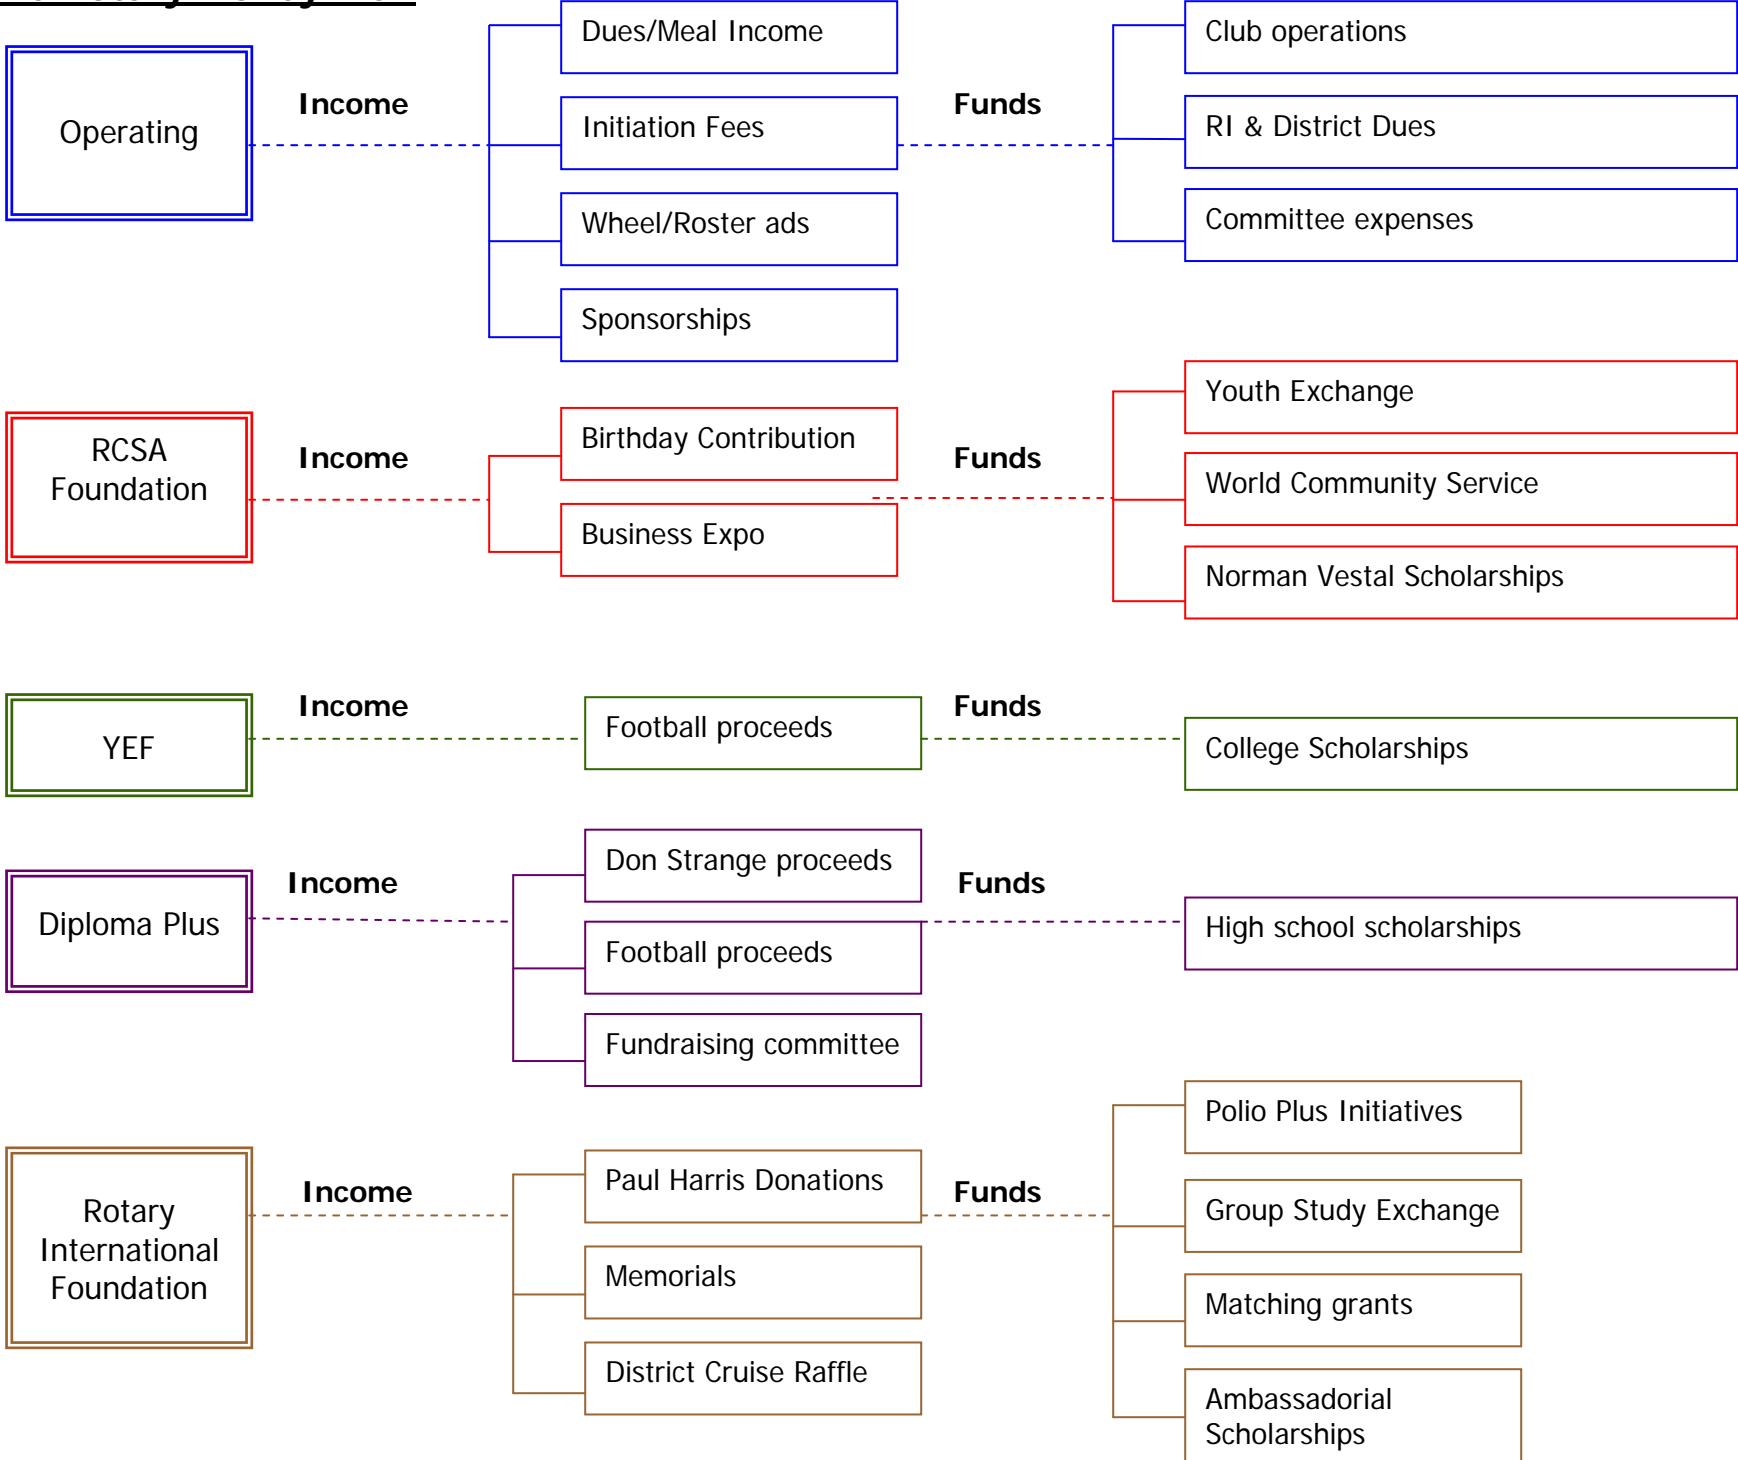 Operating
Income
Dues/Meal Income
Initiation Fees
Wheel/Roster ads
Sponsorships
Funds
Club operations
RI & District Dues
Committee expenses
RCSA
Foundation
Income
Birthday Contribution
Business Expo
Funds
Youth Exchange
World Community Service
Norman Vestal Scholarships
YEF
Income
Football proceeds
Funds
College Scholarships
Diploma Plus
Income
Don Strange proceeds
Football proceeds
Fundraising committee
Funds
High school scholarships
Rotary
International
Foundation
Income
Paul Harris Donations
Memorials
District Cruise Raffle
Funds
Polio Plus Initiatives
Group Study Exchange
Matching grants
Ambassadorial
Scholarships